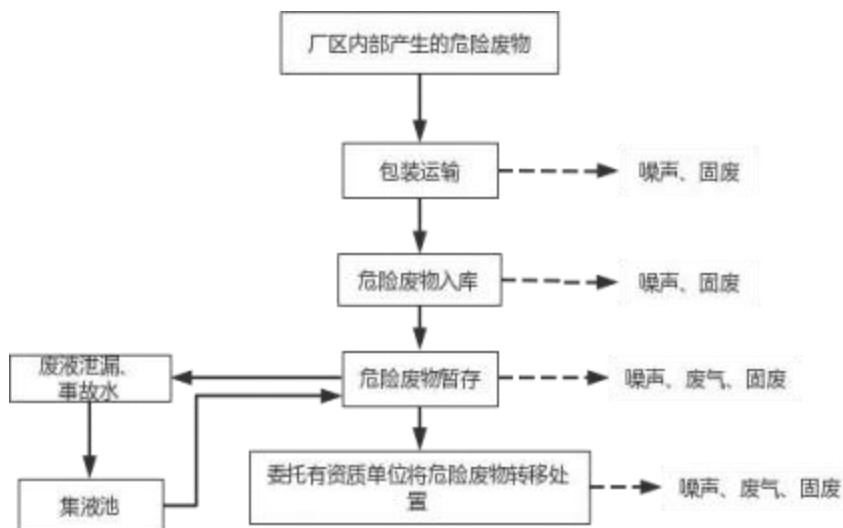 厂区内部产生的危险废物
包装运输
噪声、固废
危险废物入库
噪声、固废
废液泄漏、
事故水
危险废物暂存
噪声、废气、固废
集液池
委托有资质单位将危险废物转移处
置
噪声、废气、固废